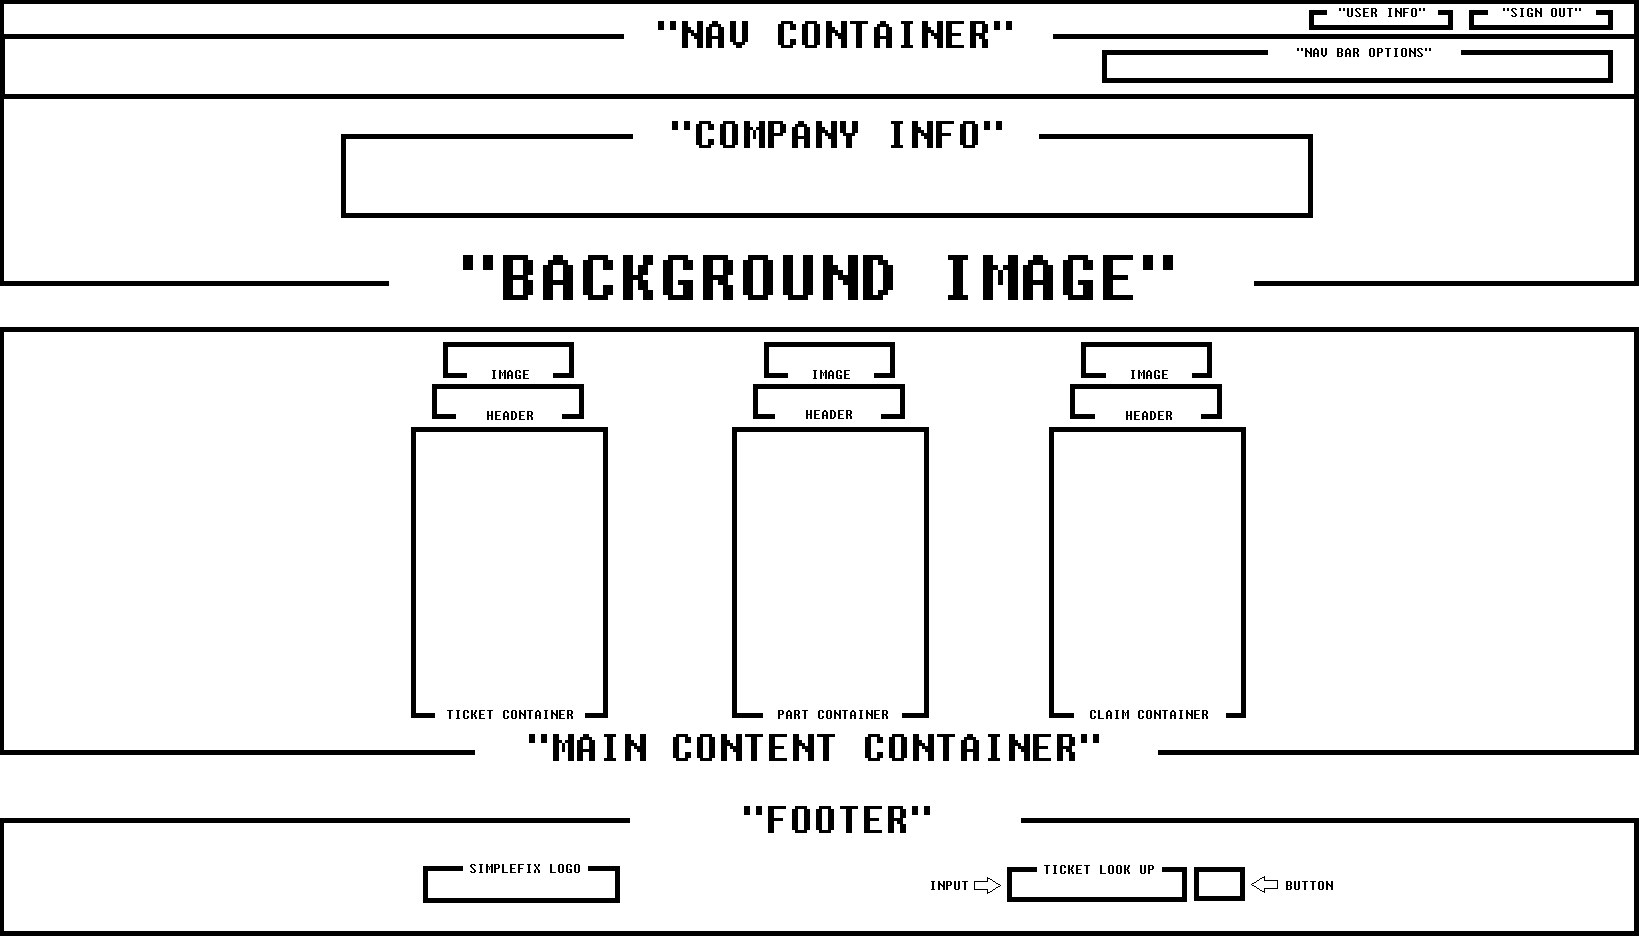 "USER INFO"
"SIGN OUT"
"NAV CONTAINER"
"NAV BAR OPTIONS"
"COMPANY INFO"
"BACKGROUND IMAGE"
IMAGE
IMAGE
IMAGE
HEADER
HEADER
HEADER
TICKET CONTAINER
PART CONTAINER
CLAIM CONTAINER
"MAIN CONTENT CONTAINER"
"FOOTER"
SIMPLEFIX LOGO
TICKET LOOK UP
INPUT
BUTTON